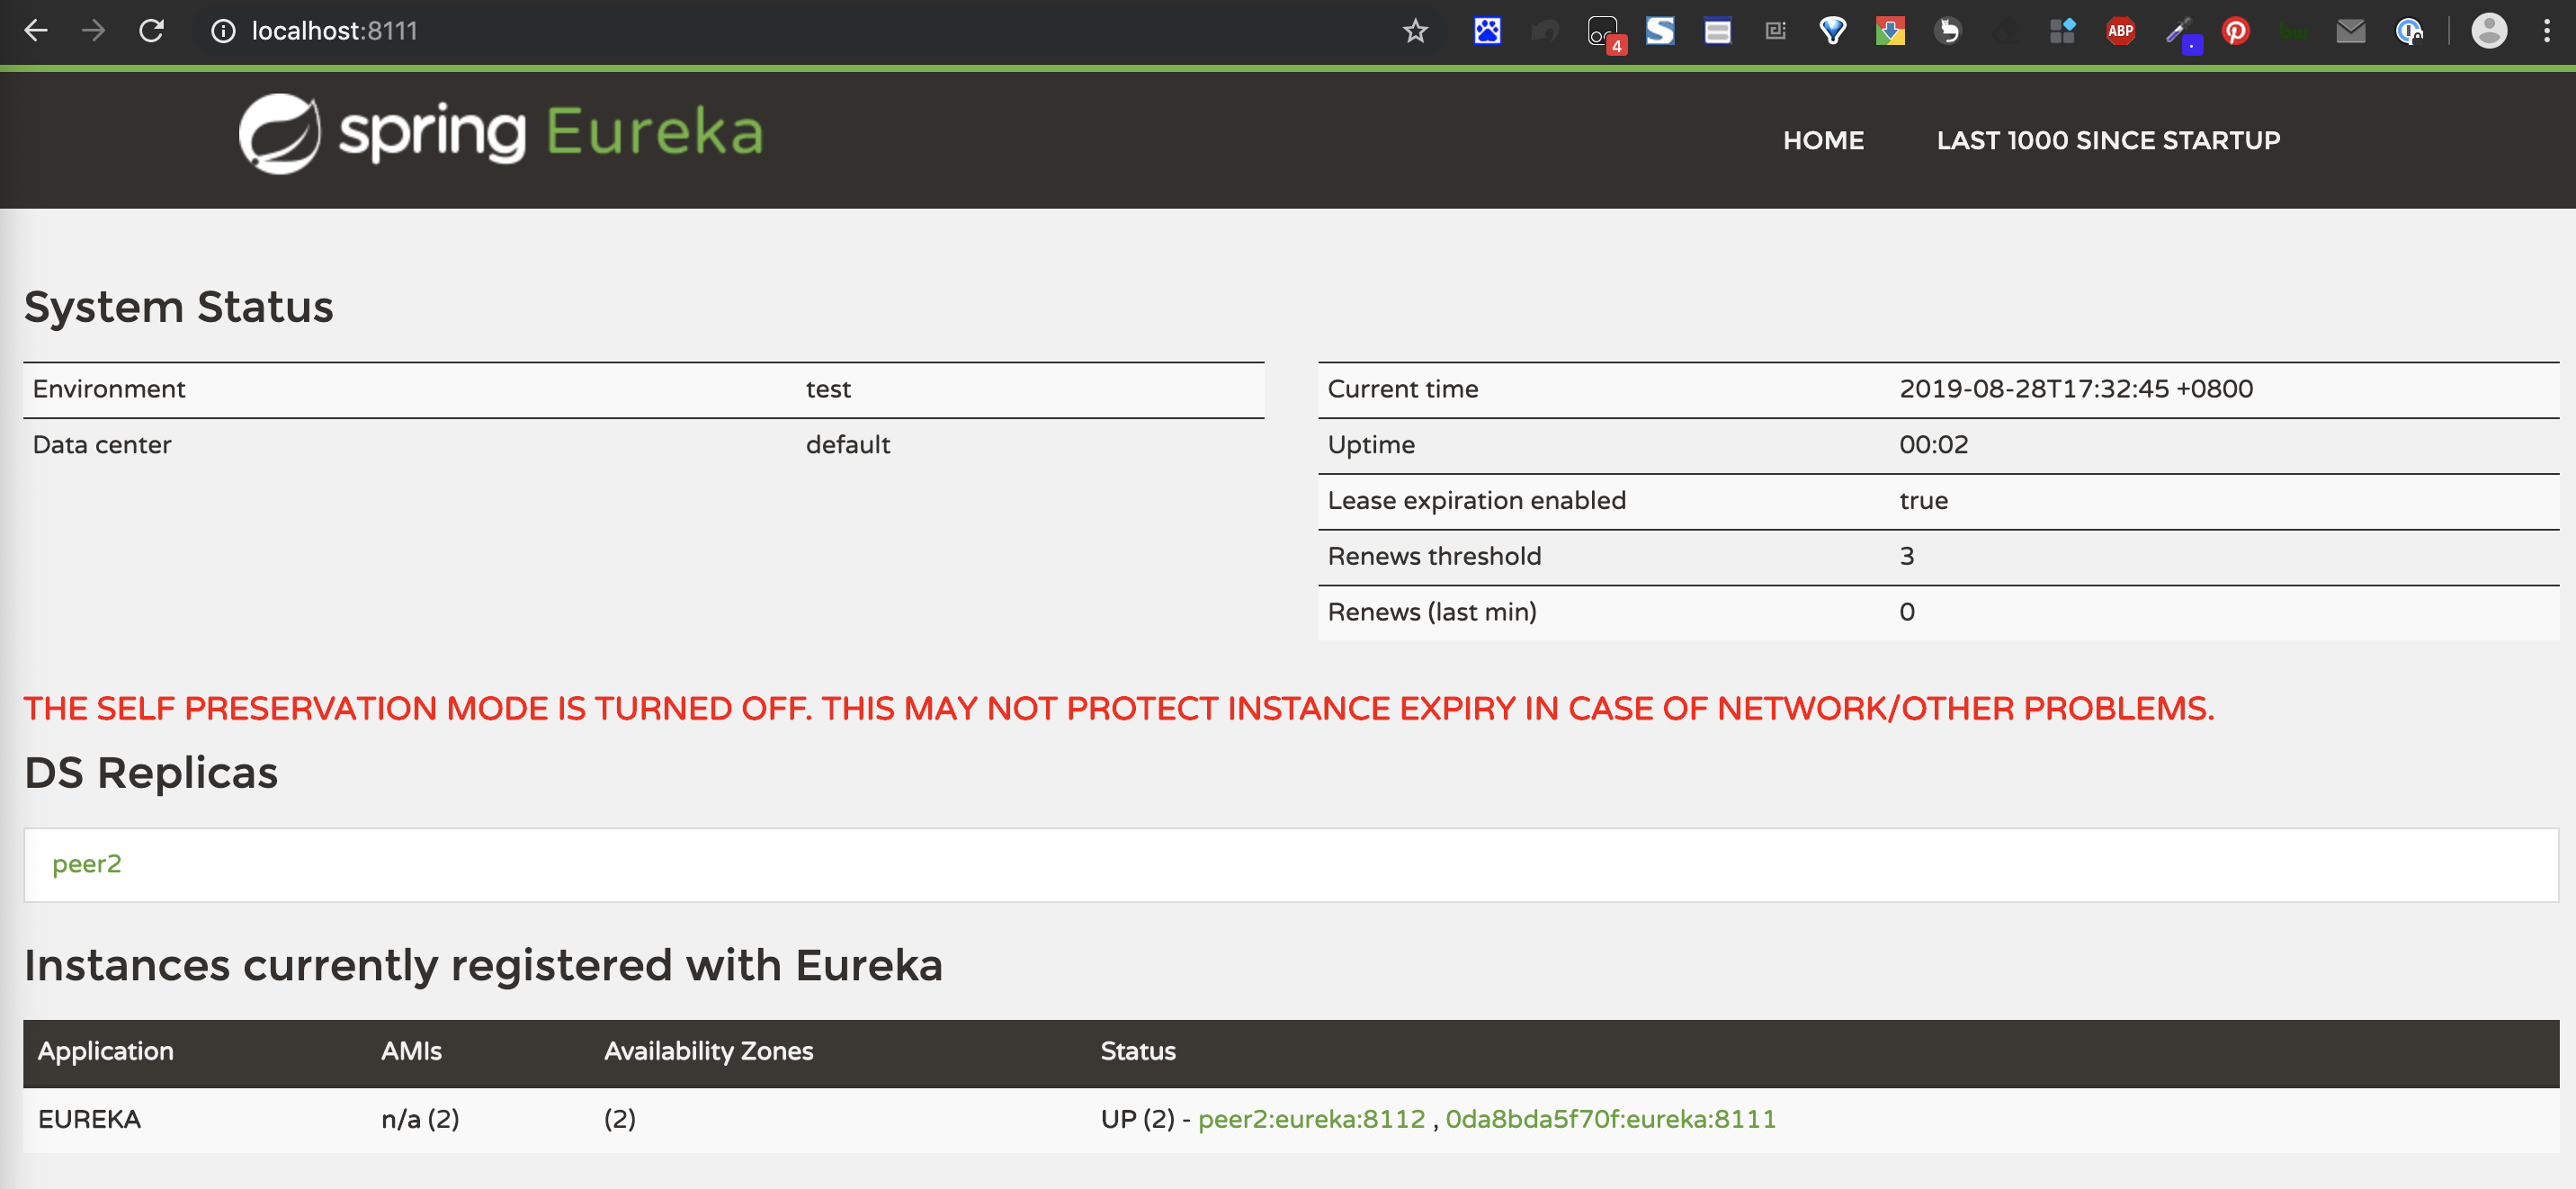 localhost:8111
4
ABP
spring Eureka
HOME LAST 1000 SINCE STARTUP
System Status
Environment test
Data center default
Current time 2019-08-28T17:32:45 +0800
Uptime 00:02
Lease expiration enabled true
Renews threshold 3
Renews (last min) 0
THE SELF PRESERVATION MODE IS TURNED OFF. THIS MAY NOT PROTECT INSTANCE EXPIRY IN CASE OF NETWORK/OTHER PROBLEMS.
DS Replicas
peer2
Instances currently registered with Eureka
Application AMIs Availability Zones Status
EUREKA n/a (2) (2) UP (2) - peer2:eureka:8112 , 0da8bda5f70f:eureka:8111